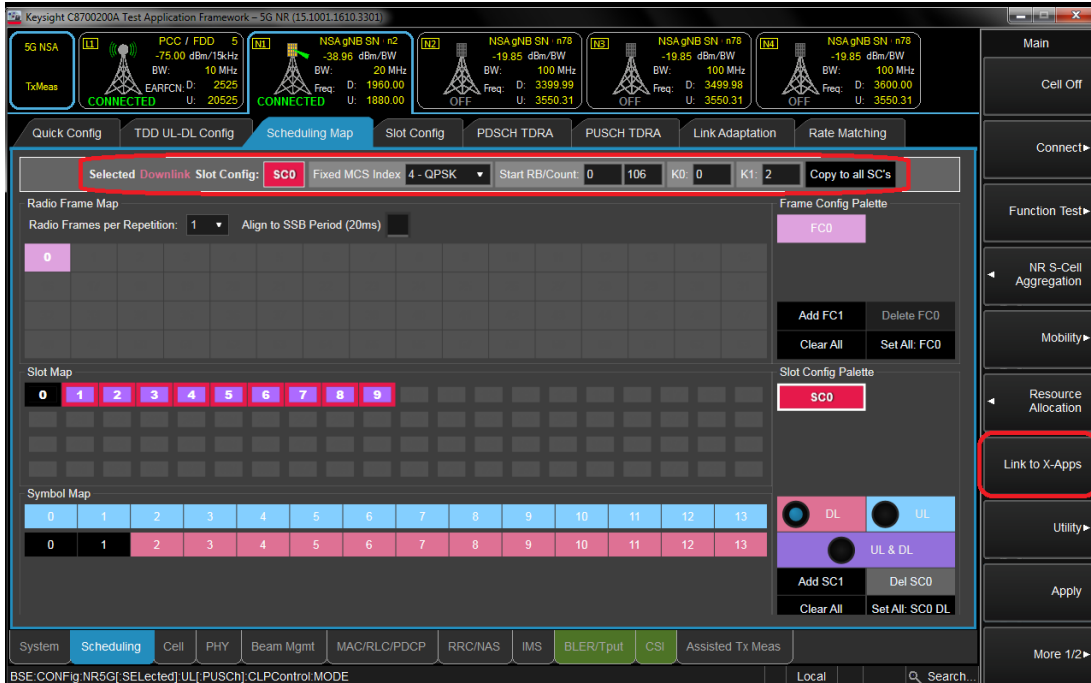 Keysight C8700200A Test Application Framework – 5G NR (15.1001.1610.3301)
5G NSA
TxMeas
L1
PCC / FDD 5
-75.00 dBm/15kHz
BW: 10 MHz
EARFCN: D: 2525
U: 20525
CONNECTED
N1
NSA gNB SN · n2
-38.96 dBm/BW
BW: 20 MHz
Freq: D: 1960.00
U: 1880.00
CONNECTED
N2
NSA gNB SN · n78
-19.85 dBm/BW
BW: 100 MHz
Freq: D: 3399.99
U: 3550.31
OFF
N3
NSA gNB SN · n78
-19.85 dBm/BW
BW: 100 MHz
Freq: D: 3499.98
U: 3550.31
OFF
N4
NSA gNB SN · n78
-19.85 dBm/BW
BW: 100 MHz
Freq: D: 3600.00
U: 3550.31
OFF
Quick Config TDD UL-DL Config Scheduling Map Slot Config PDSCH TDRA PUSCH TDRA Link Adaptation Rate Matching
Selected Downlink Slot Config: SC0 Fixed MCS Index 4 - QPSK Start RB/Count: 0 106 K0: 0 K1: 2 Copy to all SC's
Radio Frame Map
Radio Frames per Repetition: 1 Align to SSB Period (20ms)
0
Frame Config Palette
FC0
Add FC1 Delete FC0
Clear All Set All: FC0
Slot Map
0 1 2 3 4 5 6 7 8 9
Slot Config Palette
SC0
Symbol Map
0 1 2 3 4 5 6 7 8 9 10 11 12 13
0 1 2 3 4 5 6 7 8 9 10 11 12 13
DL UL
UL & DL
Add SC1 Del SC0
Clear All Set All: SC0 DL
System Scheduling Cell PHY Beam Mgmt MAC/RLC/PDCP RRC/NAS IMS BLER/Tput CSI Assisted Tx Meas
BSE:CONFig:NR5G[:SELected]:UL[:PUSCh]:CLPControl:MODE
Local Search...
Main
Cell Off
Connect
Function Test
NR S-Cell
Aggregation
Mobility
Resource
Allocation
Link to X-Apps
Utility
Apply
More 1/2